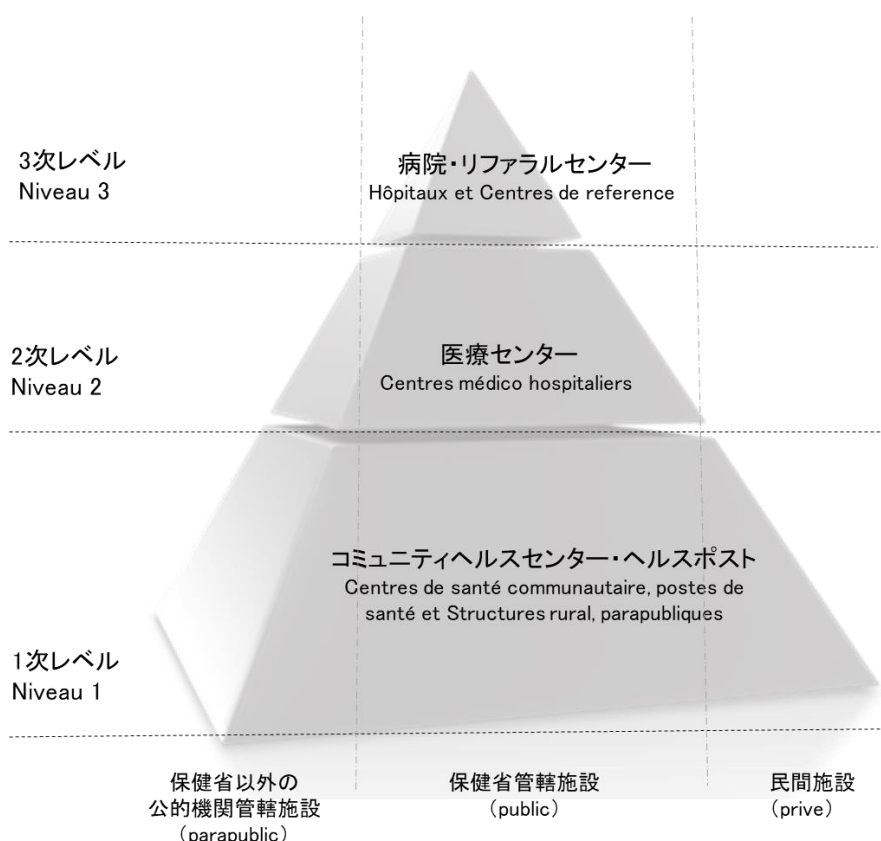 3次レベル
Niveau 3
病院・リファラルセンター
Hôpitaux et Centres de reference
2次レベル
Niveau 2
医療センター
Centres médico hospitaliers
コミュニティヘルスセンター・ヘルスポスト
Centres de santé communautaire, postes de
santé et Structures rural, parapubliques
1次レベル
Niveau 1
保健省以外の
公的機関管轄施設
（parapublic）
保健省管轄施設
（public）
民間施設
（prive）